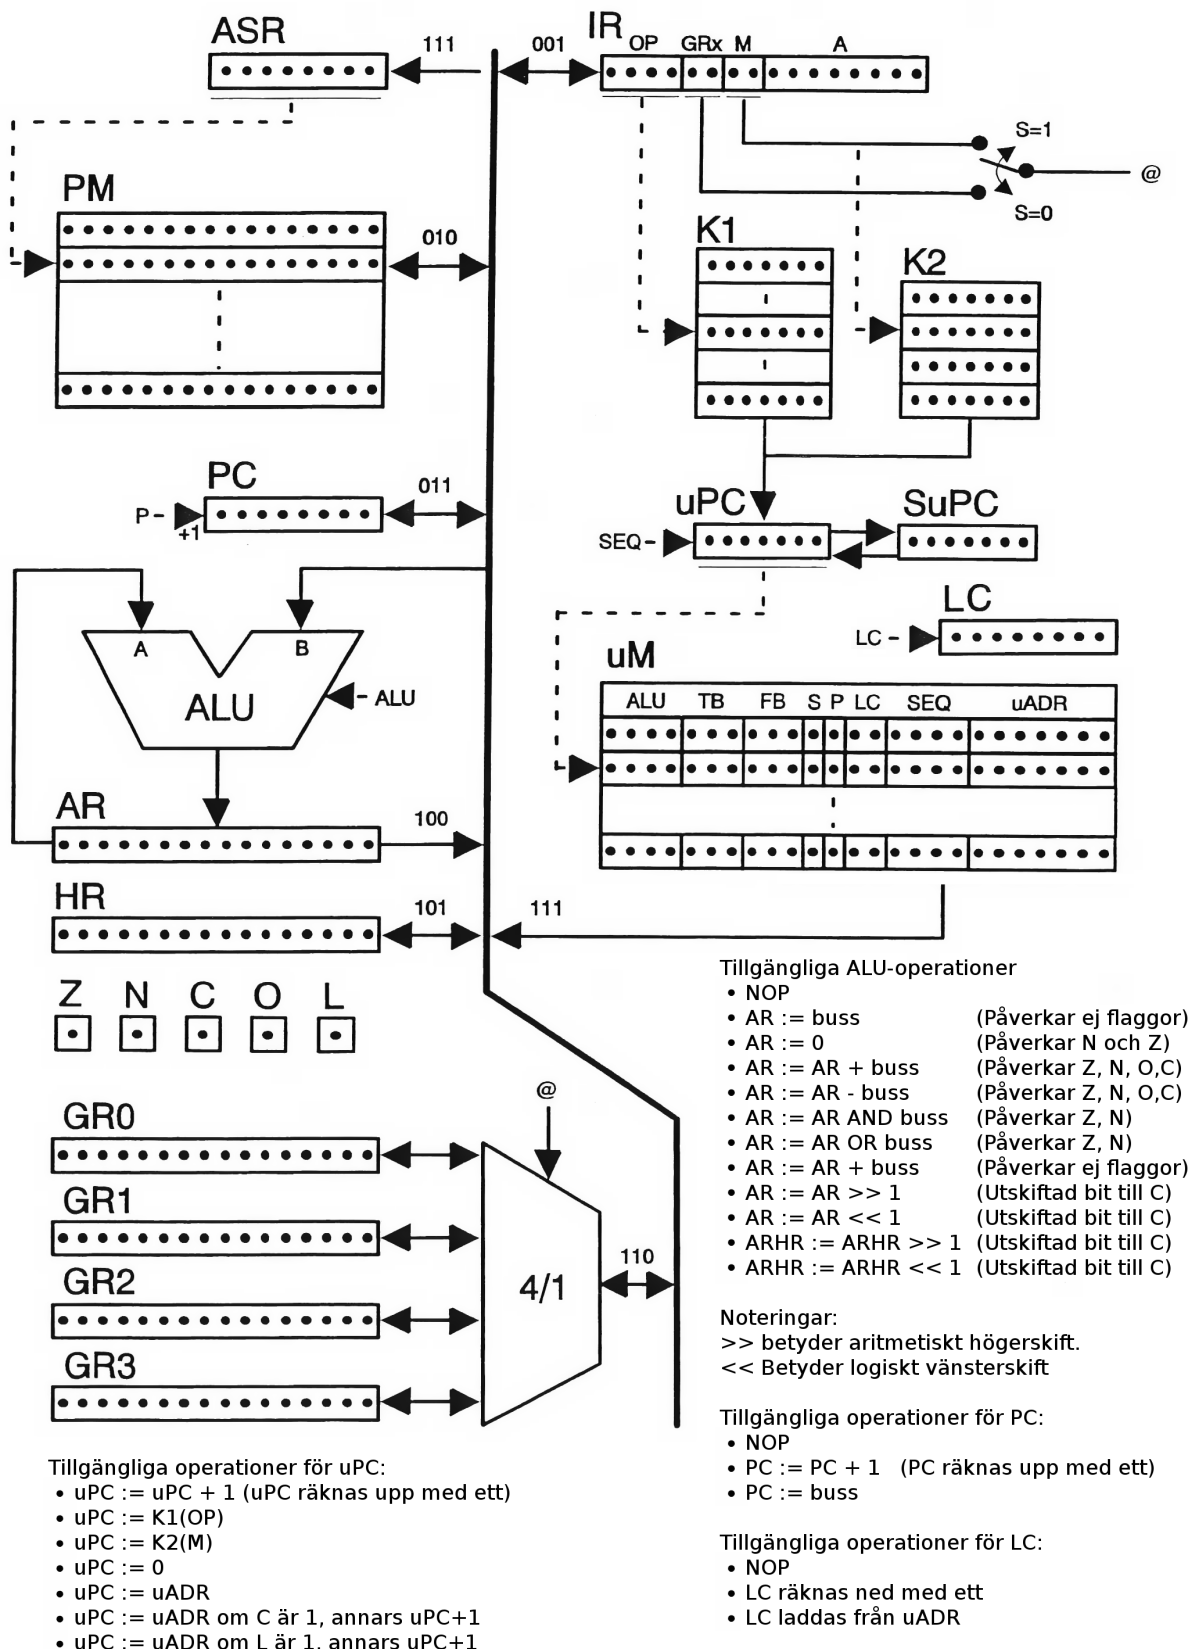 ASR
111
001
IR
OP GRx M A
S=1
@
S=0
PM
010
K1
K2
PC
011
P
+1
uPC
SuPC
SEQ
LC
LC
A B
ALU
ALU
uM
ALU TB FB S P LC SEQ uADR
AR
100
HR
101
111
Z N C O L
@
GR0
GR1
GR2
GR3
4/1
110
Tillgängliga ALU-operationer
• NOP
• AR := buss (Påverkar ej flaggor)
• AR := 0 (Påverkar N och Z)
• AR := AR + buss (Påverkar Z, N, O,C)
• AR := AR - buss (Påverkar Z, N, O,C)
• AR := AR AND buss (Påverkar Z, N)
• AR := AR OR buss (Påverkar Z, N)
• AR := AR + buss (Påverkar ej flaggor)
• AR := AR >> 1 (Utskiftad bit till C)
• AR := AR << 1 (Utskiftad bit till C)
• ARHR := ARHR >> 1 (Utskiftad bit till C)
• ARHR := ARHR << 1 (Utskiftad bit till C)
Noteringar:
>> betyder aritmetiskt högerskift.
<< Betyder logiskt vänsterskift
Tillgängliga operationer för PC:
• NOP
• PC := PC + 1 (PC räknas upp med ett)
• PC := buss
Tillgängliga operationer för LC:
• NOP
• LC räknas ned med ett
• LC laddas från uADR
Tillgängliga operationer för uPC:
• uPC := uPC + 1 (uPC räknas upp med ett)
• uPC := K1(OP)
• uPC := K2(M)
• uPC := 0
• uPC := uADR
• uPC := uADR om C är 1, annars uPC+1
• uPC := uADR om L är 1, annars uPC+1